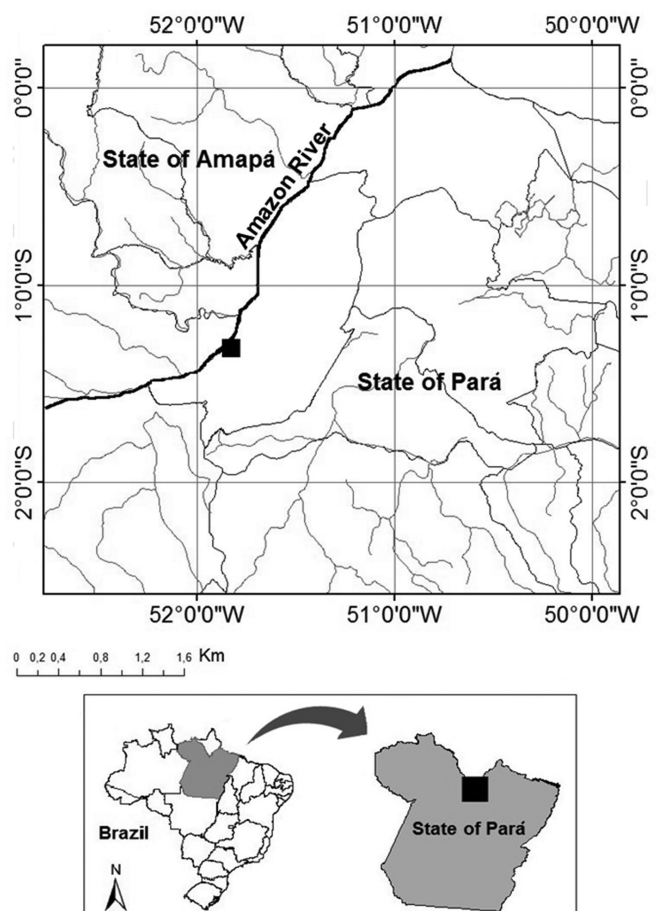 52°0'0"W 51°0'0"W 50°0'0"W
0°0'0" 0°0'0"
State of Amapá
Amazon River
1°0'0"S 1°0'0"S
State of Pará
2°0'0"S 2°0'0"S
52°0'0"W 51°0'0"W 50°0'0"W
0 0,2 0,4 0,8 1,2 1,6 Km
Brazil
State of Pará
N